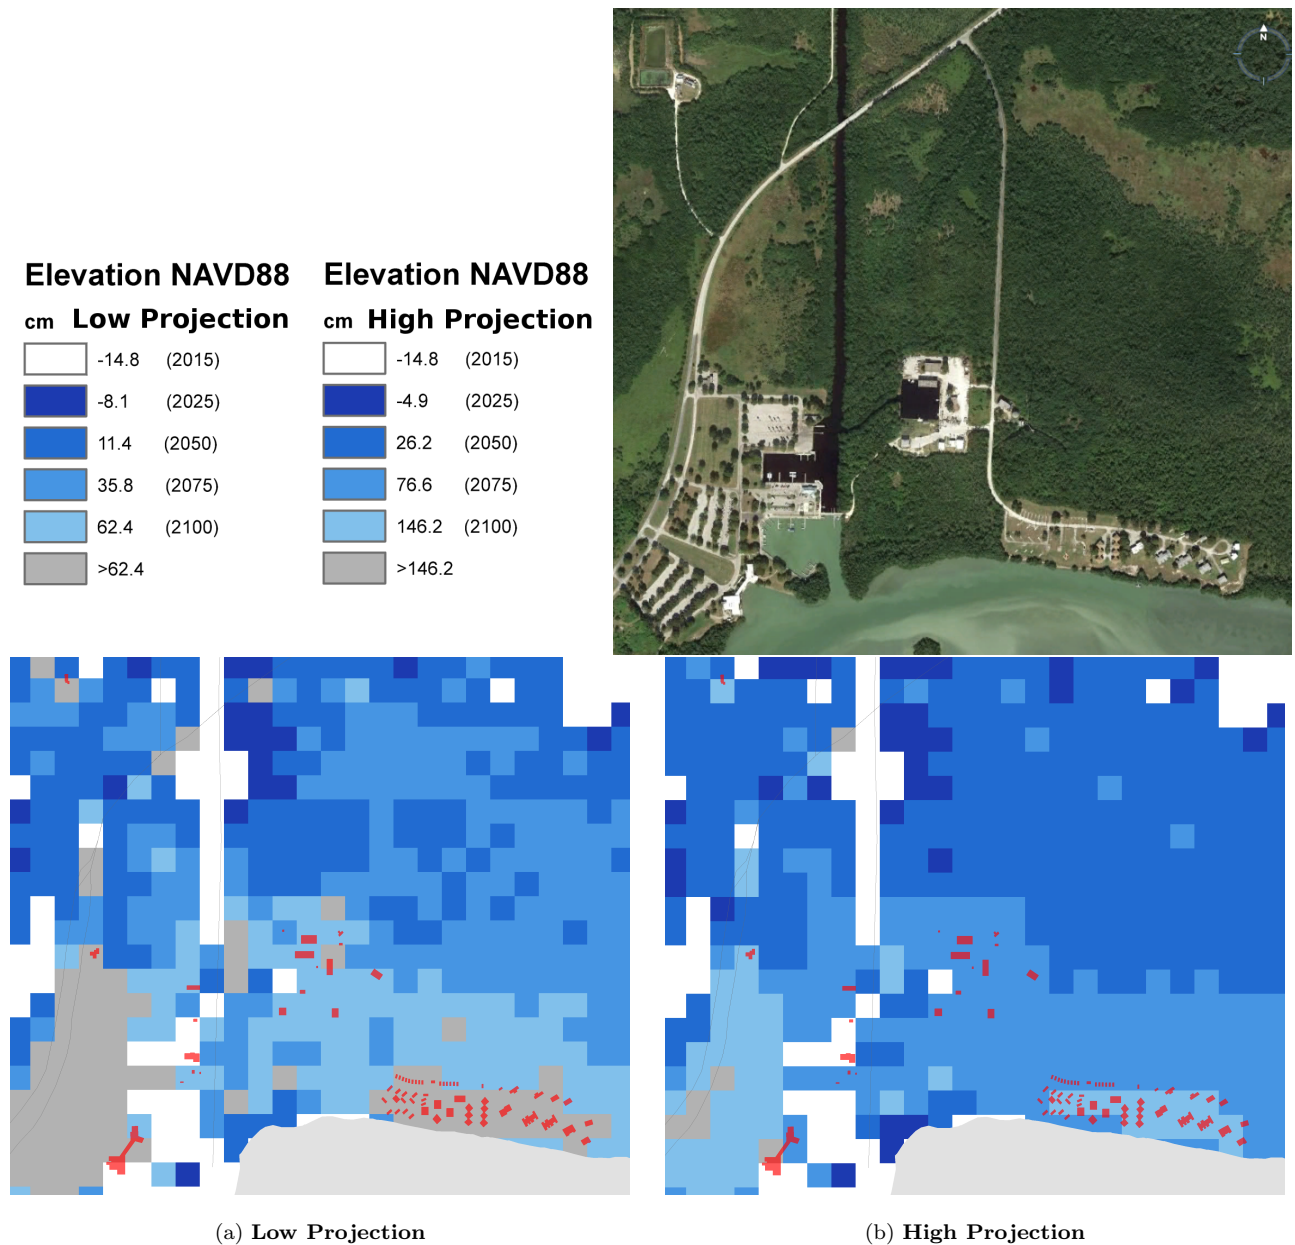 N
Elevation NAVD88
cm Low Projection
-14.8 (2015)
-8.1 (2025)
11.4 (2050)
35.8 (2075)
62.4 (2100)
>62.4
Elevation NAVD88
cm High Projection
-14.8 (2015)
-4.9 (2025)
26.2 (2050)
76.6 (2075)
146.2 (2100)
>146.2
(a) Low Projection
(b) High Projection